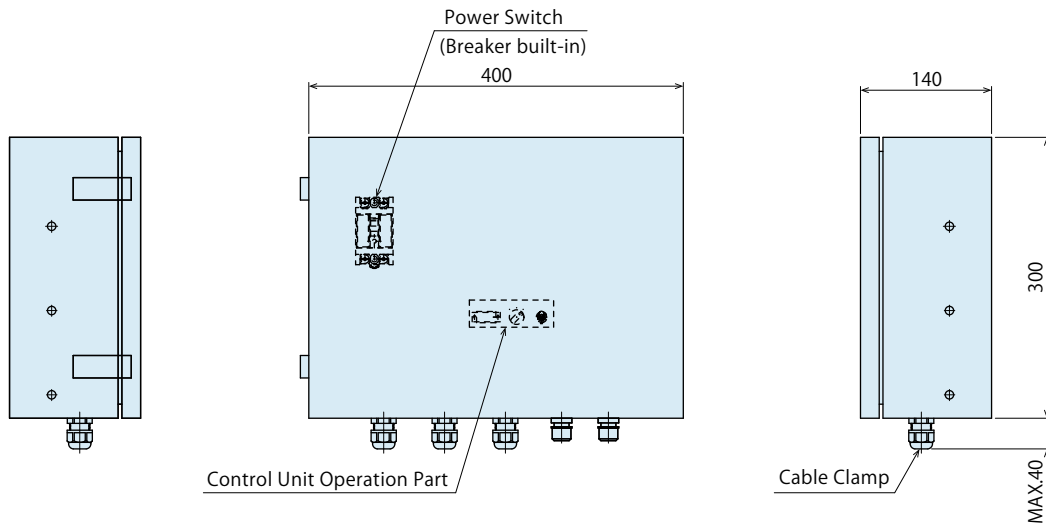 Power Switch
(Breaker built-in)
400
140
300
Control Unit Operation Part
Cable Clamp
MAX.40